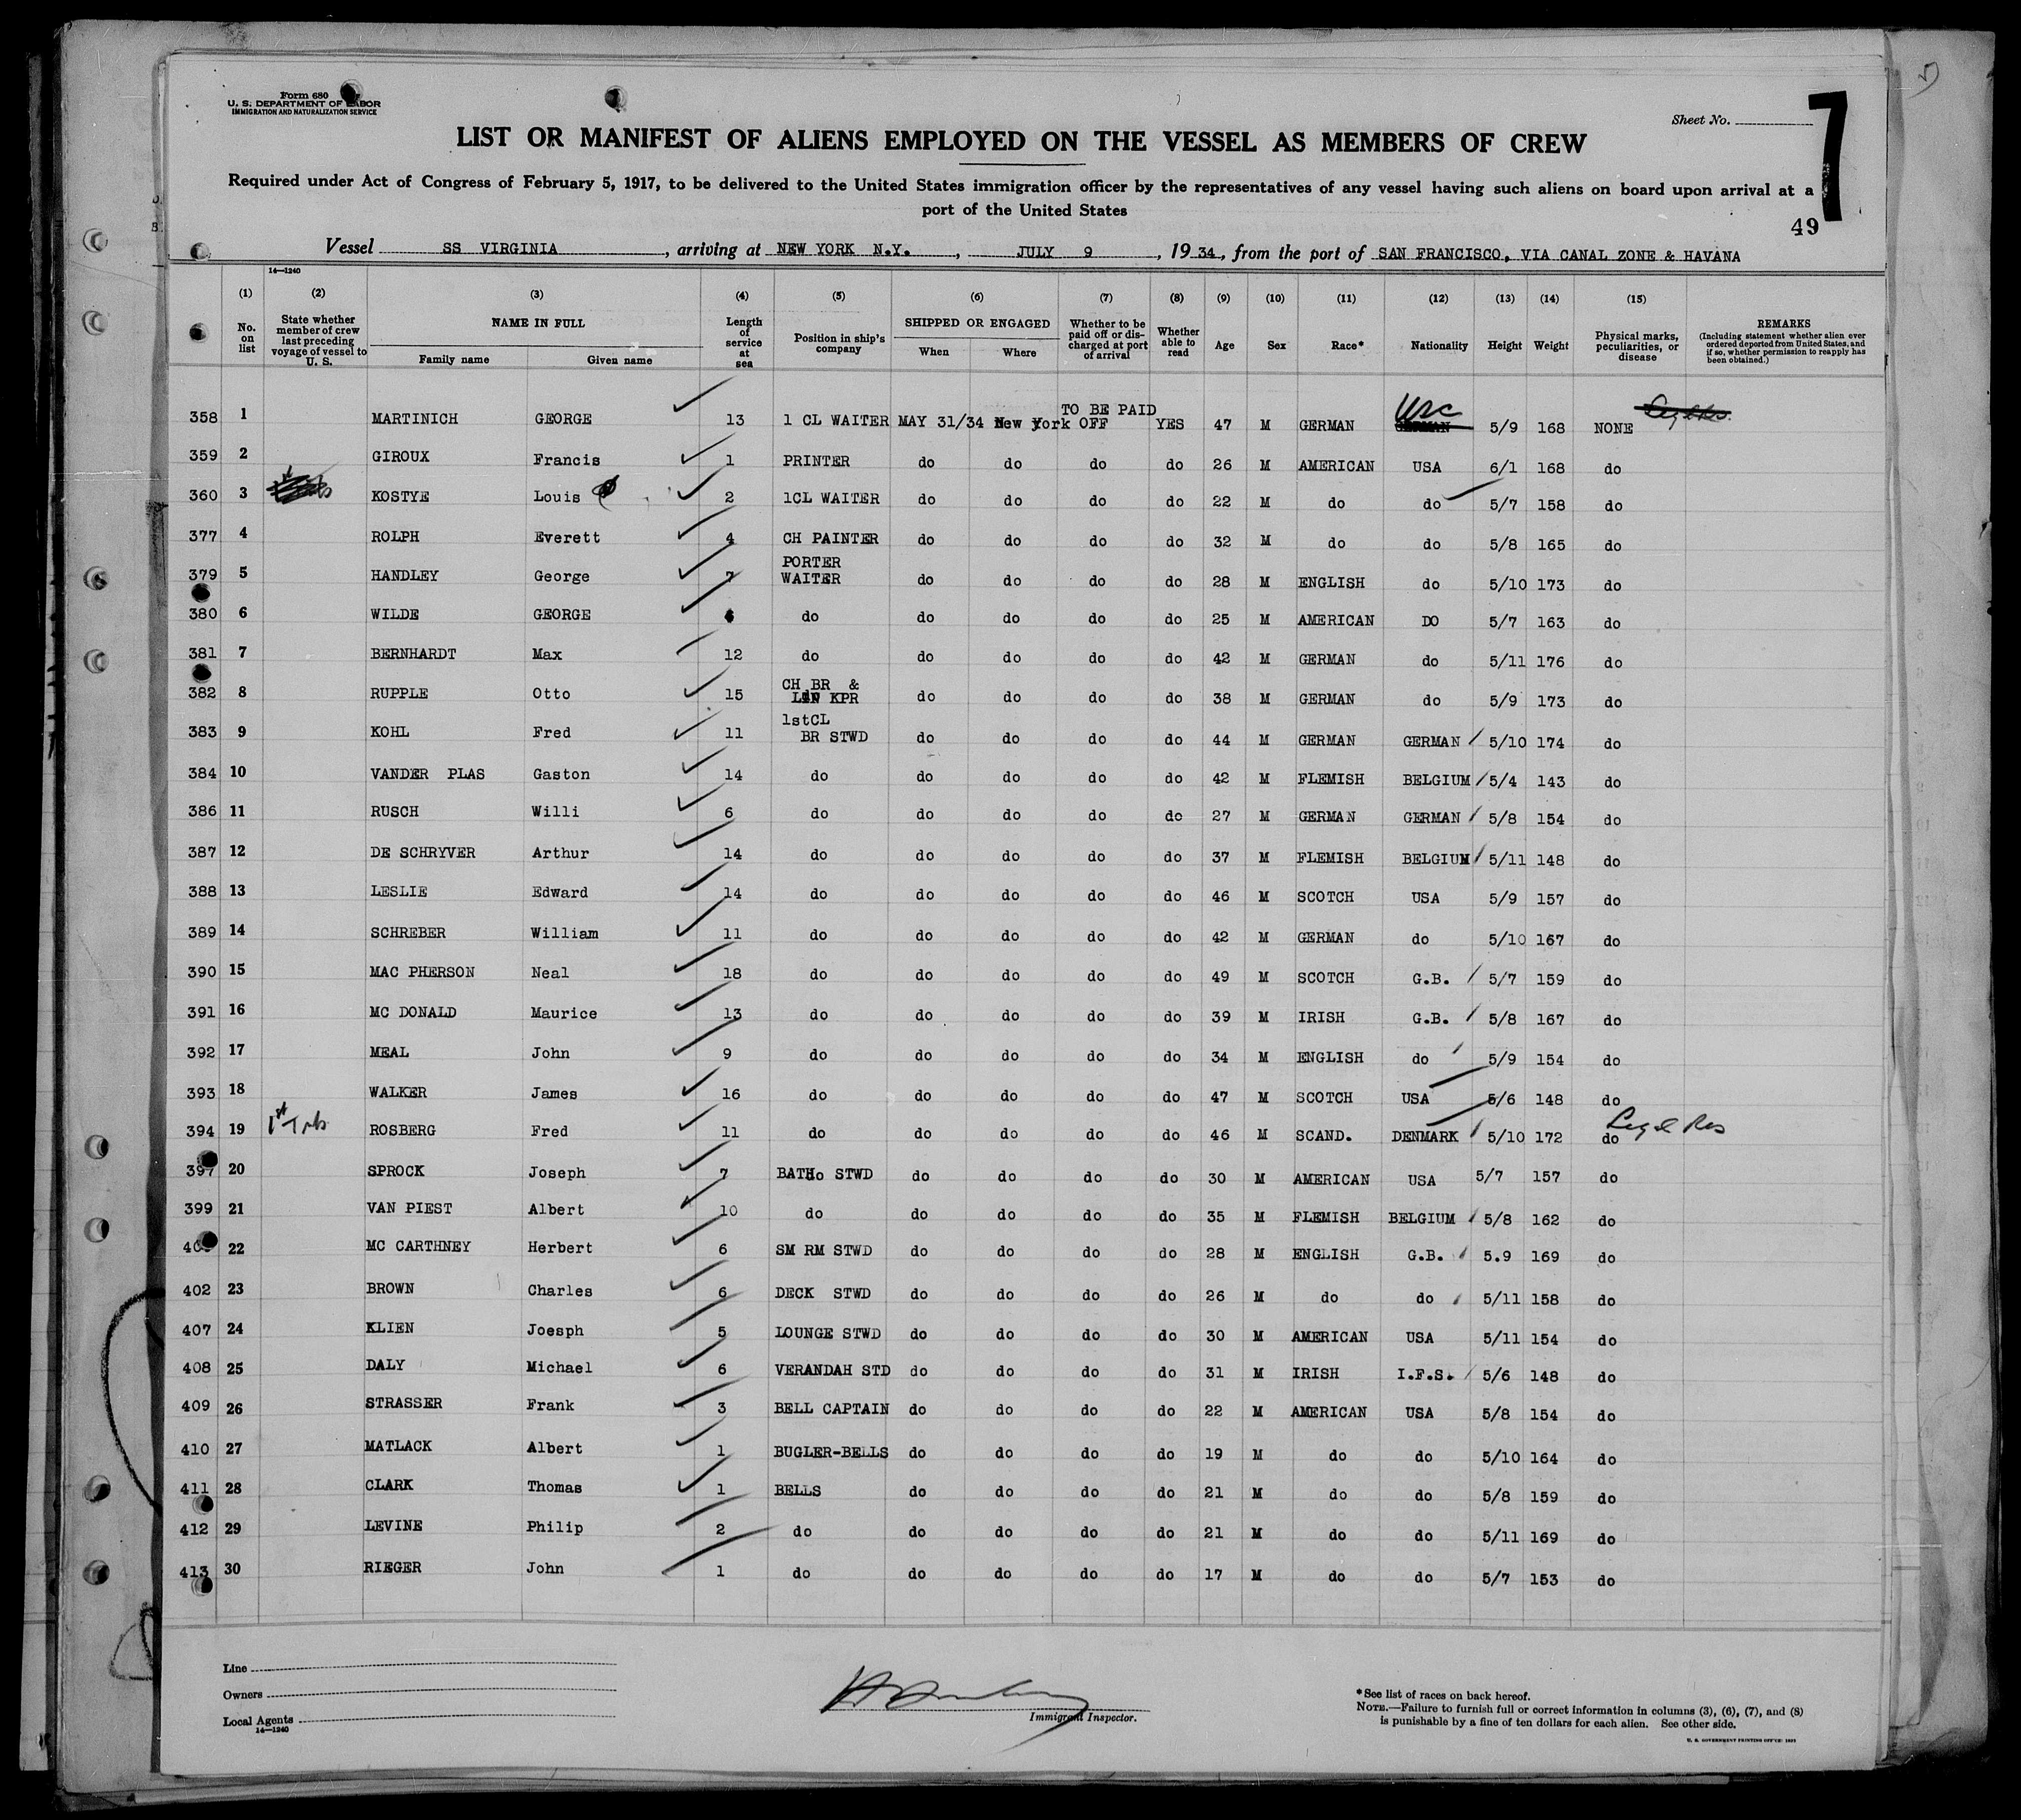 Form 680
U. S. DEPARTMENT OF LABOR
IMMIGRATION AND NATURALIZATION SERVICE
Sheet No.
7
LIST OR MANIFEST OF ALIENS EMPLOYED ON THE VESSEL AS MEMBERS OF CREW
Required under Act of Congress of February 5, 1917, to be delivered to the United States immigration officer by the representatives of any vessel having such aliens on board upon arrival at a
port of the United States
49
Vessel SS VIRGINIA, arriving at NEW YORK N.Y., JULY 9, 1934, from the port of SAN FRANCISCO, VIA CANAL ZONE & HAVANA
14—1240
(1) (2) (3) (4) (5) (6) (7) (8) (9) (10) (11) (12) (13) (14) (15)
No. on list
State whether member of crew last preceding voyage of vessel to U. S.
NAME IN FULL
Family name Given name
Length of service at sea
Position in ship's company
SHIPPED OR ENGAGED
When Where
Whether to be paid off or discharged at port of arrival
Whether able to read
Age Sex Race* Nationality Height Weight
Physical marks, peculiarities, or disease
REMARKS
(Including statement whether alien ever ordered deported from United States, and if so, whether permission to reapply has been obtained.)
358 1 MARTINICH GEORGE 13 1 CL WAITER MAY 31/34 New York TO BE PAID OFF YES 47 M GERMAN USC 5/9 168 NONE
359 2 GIROUX Francis 1 PRINTER do do do do 26 M AMERICAN USA 6/1 168 do
360 3 KOSTYE Louis 2 1CL WAITER do do do do 22 M do do 5/7 158 do
377 4 ROLPH Everett 4 CH PAINTER do do do do 32 M do do 5/8 165 do
379 5 HANDLEY George 7 PORTER WAITER do do do do 28 M ENGLISH do 5/10 173 do
380 6 WILDE GEORGE do do do do do 25 M AMERICAN DO 5/7 163 do
381 7 BERNHARDT Max 12 do do do do do 42 M GERMAN do 5/11 176 do
382 8 RUPPLE Otto 15 CH BR & LIN KPR do do do do 38 M GERMAN do 5/9 173 do
383 9 KOHL Fred 11 1stCL BR STWD do do do do 44 M GERMAN GERMAN 5/10 174 do
384 10 VANDER PLAS Gaston 14 do do do do do 42 M FLEMISH BELGIUM 5/4 143 do
386 11 RUSCH Willi 6 do do do do do 27 M GERMAN GERMAN 5/8 154 do
387 12 DE SCHRYVER Arthur 14 do do do do do 37 M FLEMISH BELGIUM 5/11 148 do
388 13 LESLIE Edward 14 do do do do do 46 M SCOTCH USA 5/9 157 do
389 14 SCHREBER William 11 do do do do do 42 M GERMAN do 5/10 167 do
390 15 MAC PHERSON Neal 18 do do do do do 49 M SCOTCH G.B. 5/7 159 do
391 16 MC DONALD Maurice 13 do do do do do 39 M IRISH G.B. 5/8 167 do
392 17 MEAL John 9 do do do do do 34 M ENGLISH do 5/9 154 do
393 18 WALKER James 16 do do do do do 47 M SCOTCH USA 5/6 148 do
394 19 ROSBERG Fred 11 do do do do do 46 M SCAND. DENMARK 5/10 172 do Legal Res
397 20 SPROCK Joseph 7 BATH STWD do do do do 30 M AMERICAN USA 5/7 157 do
399 21 VAN PIEST Albert 10 do do do do do 35 M FLEMISH BELGIUM 5/8 162 do
22 MC CARTHNEY Herbert 6 SM RM STWD do do do do 28 M ENGLISH G.B. 5.9 169 do
402 23 BROWN Charles 6 DECK STWD do do do do 26 M do do 5/11 158 do
407 24 KLIEN Joesph 5 LOUNGE STWD do do do do 30 M AMERICAN USA 5/11 154 do
408 25 DALY Michael 6 VERANDAH STD do do do do 31 M IRISH I.F.S. 5/6 148 do
409 26 STRASSER Frank 3 BELL CAPTAIN do do do do 22 M AMERICAN USA 5/8 154 do
410 27 MATLACK Albert 1 BUGLER-BELLS do do do do 19 M do do 5/10 164 do
411 28 CLARK Thomas 1 BELLS do do do do 21 M do do 5/8 159 do
412 29 LEVINE Philip 2 do do do do do 21 M do do 5/11 169 do
413 30 RIEGER John 1 do do do do do 17 M do do 5/7 153 do
Line
Owners
Local Agents
14—1240
Immigrant Inspector.
*See list of races on back hereof.
NOTE.—Failure to furnish full or correct information in columns (3), (6), (7), and (8)
is punishable by a fine of ten dollars for each alien. See other side.